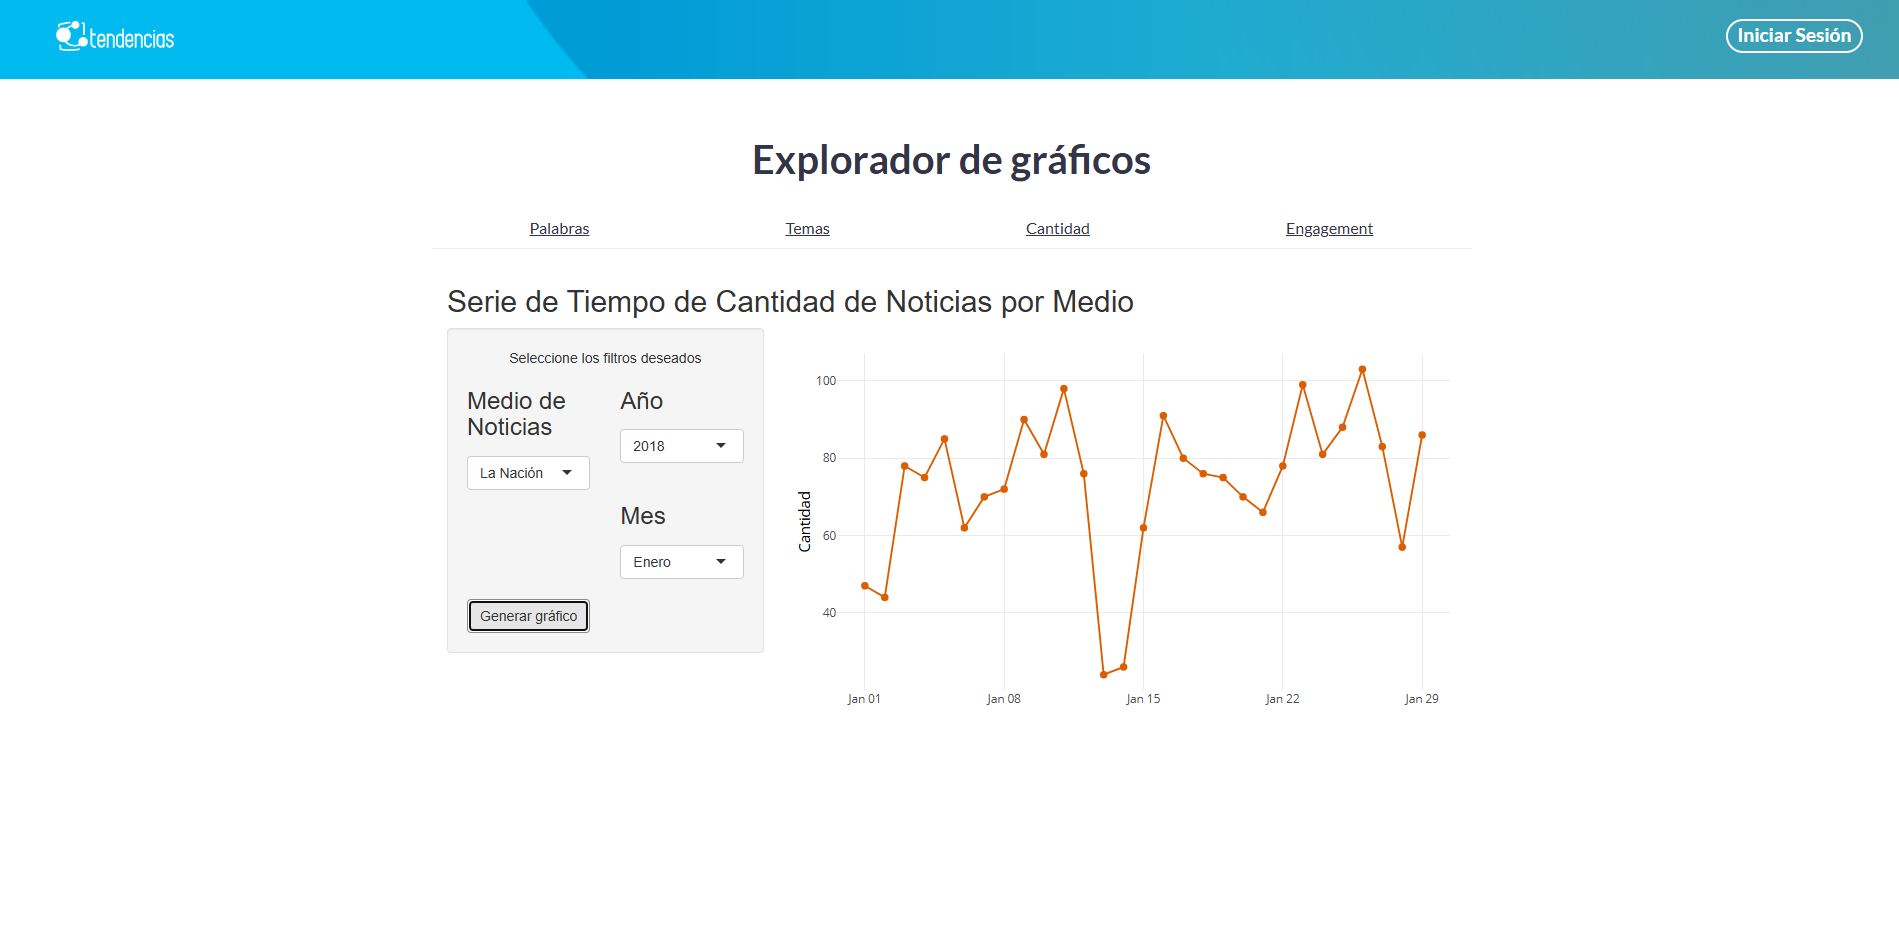 tendencias
Iniciar Sesión
Explorador de gráficos
Palabras Temas Cantidad Engagement
Serie de Tiempo de Cantidad de Noticias por Medio
Seleccione los filtros deseados
Medio de
Noticias
La Nación
Año
2018
Mes
Enero
Generar gráfico
Cantidad
100
80
60
40
Jan 01 Jan 08 Jan 15 Jan 22 Jan 29